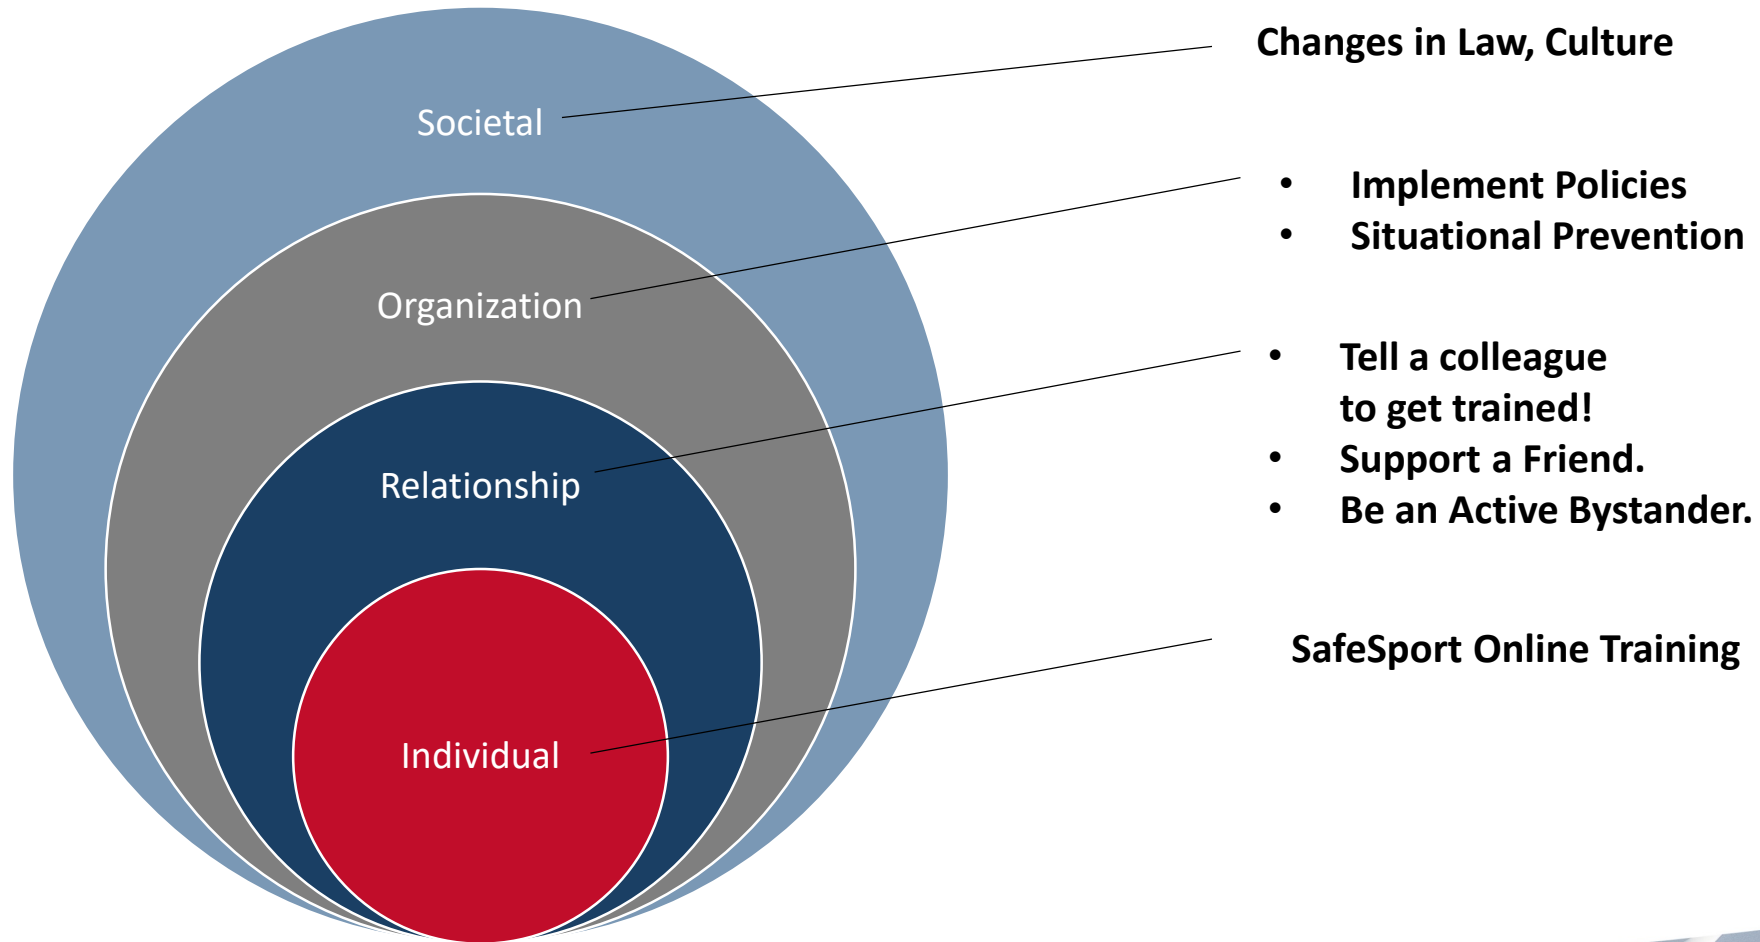 Societal
Changes in Law, Culture
Organization
• Implement Policies
• Situational Prevention
Relationship
• Tell a colleague
to get trained!
• Support a Friend.
• Be an Active Bystander.
Individual
SafeSport Online Training